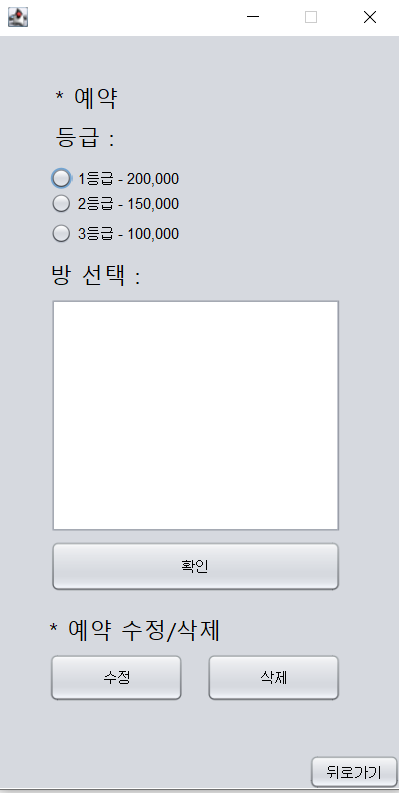 * 예약
등급 :
1등급 - 200,000
2등급 - 150,000
3등급 - 100,000
방 선택 :
확인
* 예약 수정/삭제
수정 삭제
뒤로가기